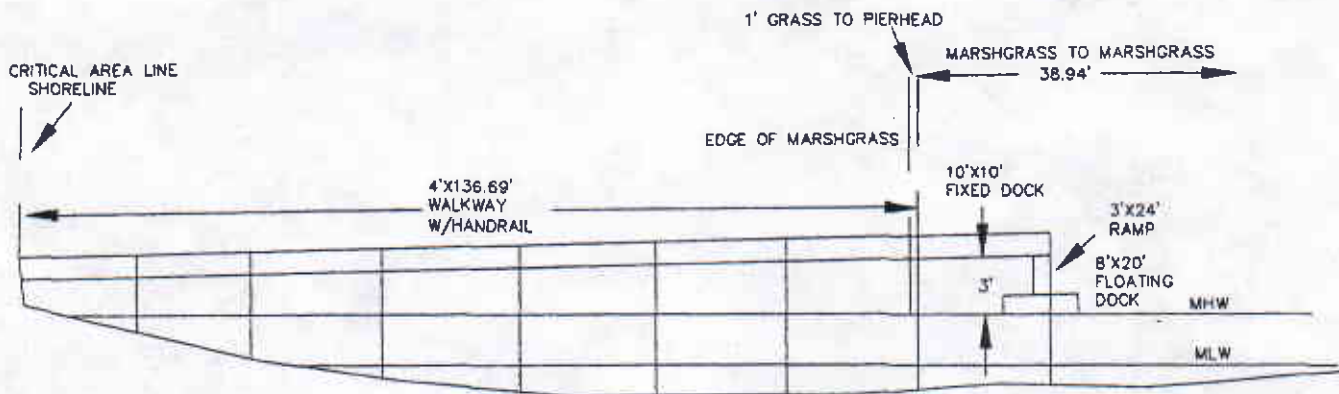 1' GRASS TO PIERHEAD
MARSHGRASS TO MARSHGRASS
38.94'
CRITICAL AREA LINE
SHORELINE
EDGE OF MARSHGRASS
4'X136.69'
WALKWAY
W/HANDRAIL
10'X10'
FIXED DOCK
3'X24'
RAMP
8'X20'
FLOATING
DOCK
3'
MHW
MLW